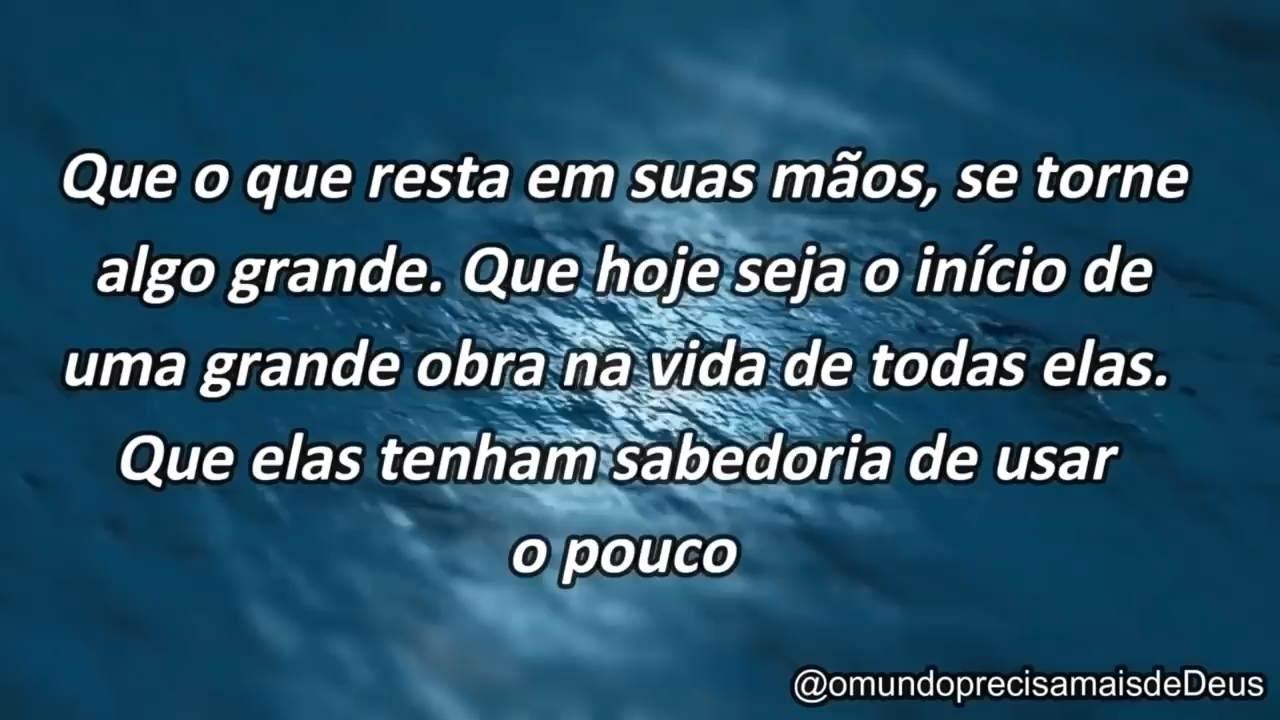 Que o que resta em suas mãos, se torne
algo grande. Que hoje seja o início de
uma grande obra na vida de todas elas.
Que elas tenham sabedoria de usar
o pouco
@omundoprecisamaisdeDeus